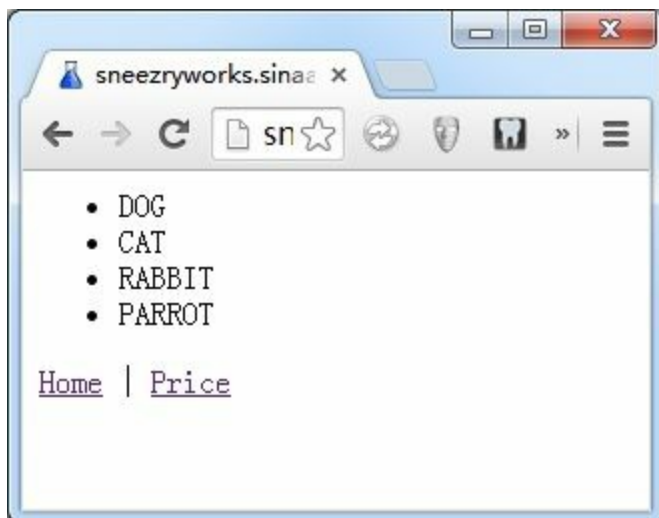 sneezryworks.sinaa
sn
DOG
CAT
RABBIT
PARROT
Home | Price